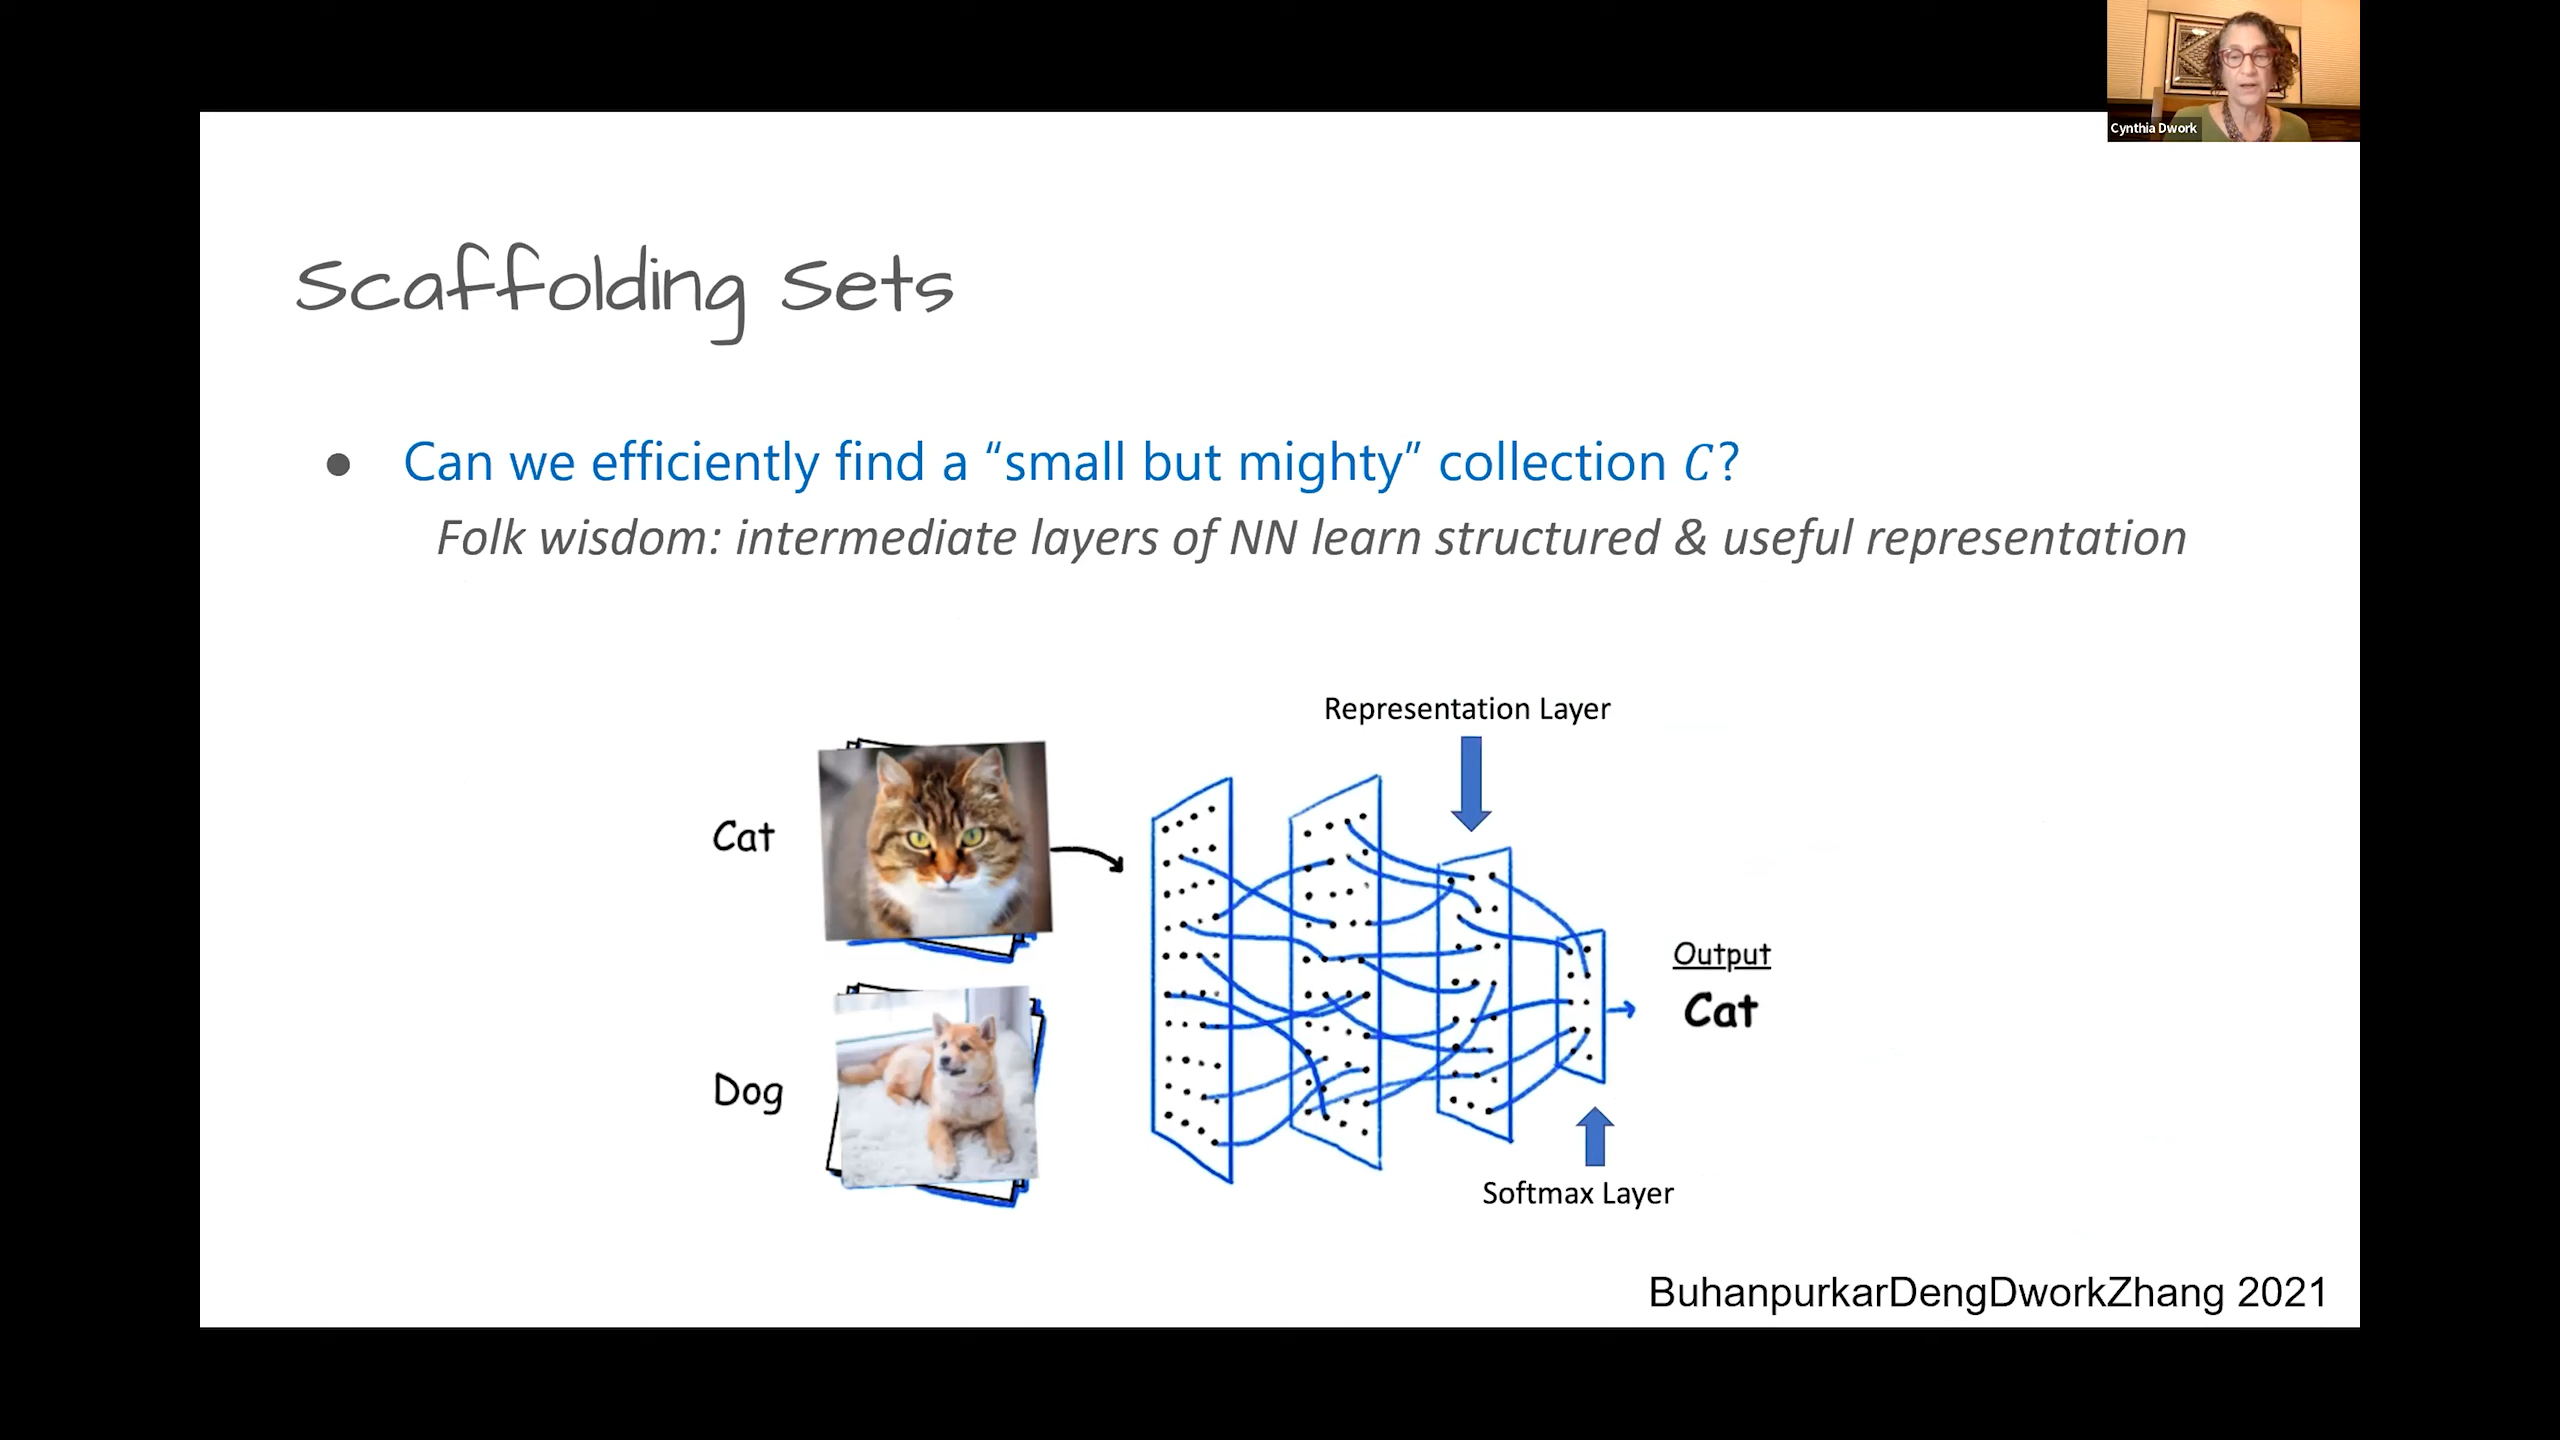 Cynthia Dwork
Scaffolding Sets
● Can we efficiently find a “small but mighty” collection C?
Folk wisdom: intermediate layers of NN learn structured & useful representation
Representation Layer
Cat
Dog
Output
Cat
Softmax Layer
BuhanpurkarDengDworkZhang 2021